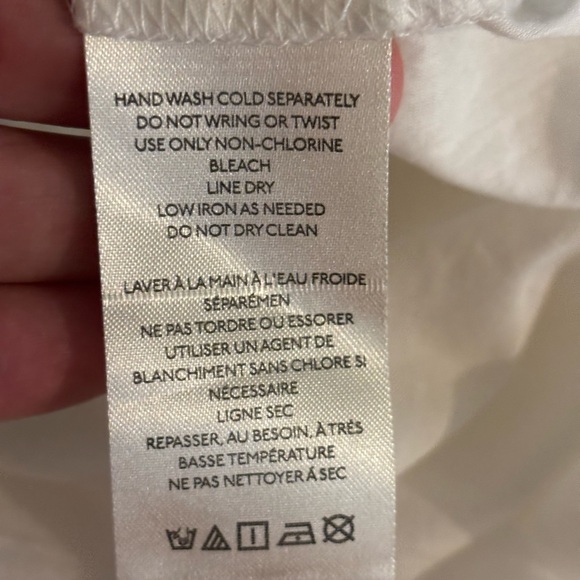 HAND WASH COLD SEPARATELY
DO NOT WRING OR TWIST
USE ONLY NON-CHLORINE
BLEACH
LINE DRY
LOW IRON AS NEEDED
DO NOT DRY CLEAN
LAVER À LA MAIN À L'EAU FROIDE
SÉPARÉMEN
NE PAS TORDRE OU ESSORER
UTILISER UN AGENT DE
BLANCHIMENT SANS CHLORE SI
NÉCESSAIRE
LIGNE SEC
REPASSER, AU BESOIN, À TRÉS
BASSE TEMPÉRATURE
NE PAS NETTOYER Á SEC